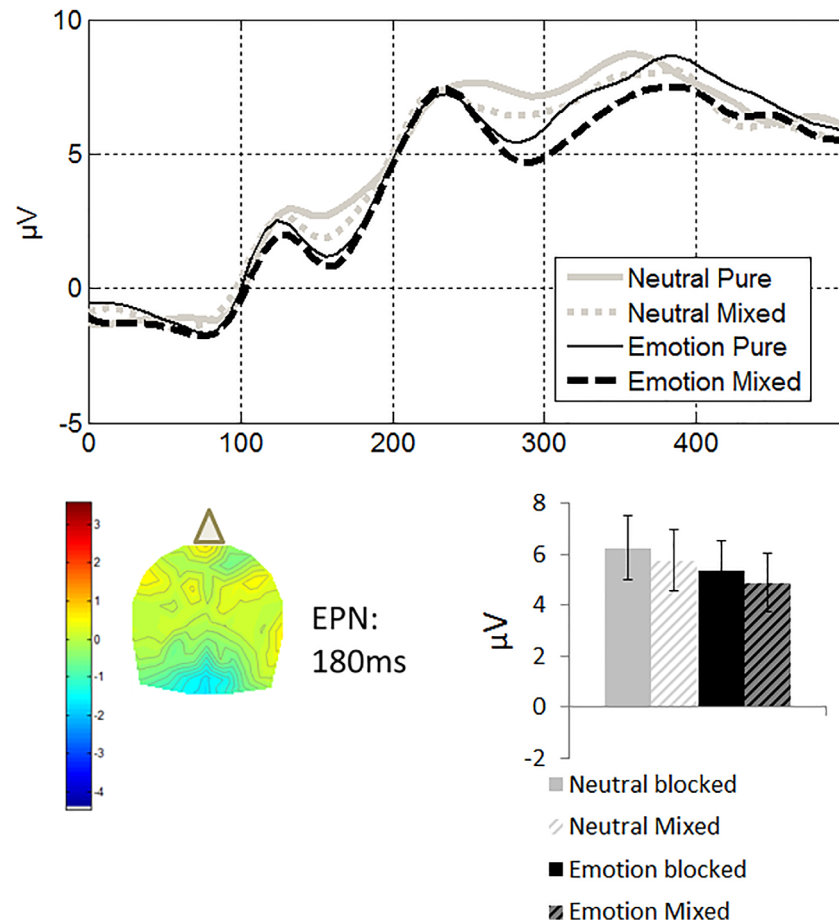 10
5
0
-5
µV
0
100
200
300
400
Neutral Pure
Neutral Mixed
Emotion Pure
Emotion Mixed
3
2
1
0
-1
-2
-3
-4
EPN:
180ms
8
6
4
2
0
-2
µV
Neutral blocked
Neutral Mixed
Emotion blocked
Emotion Mixed